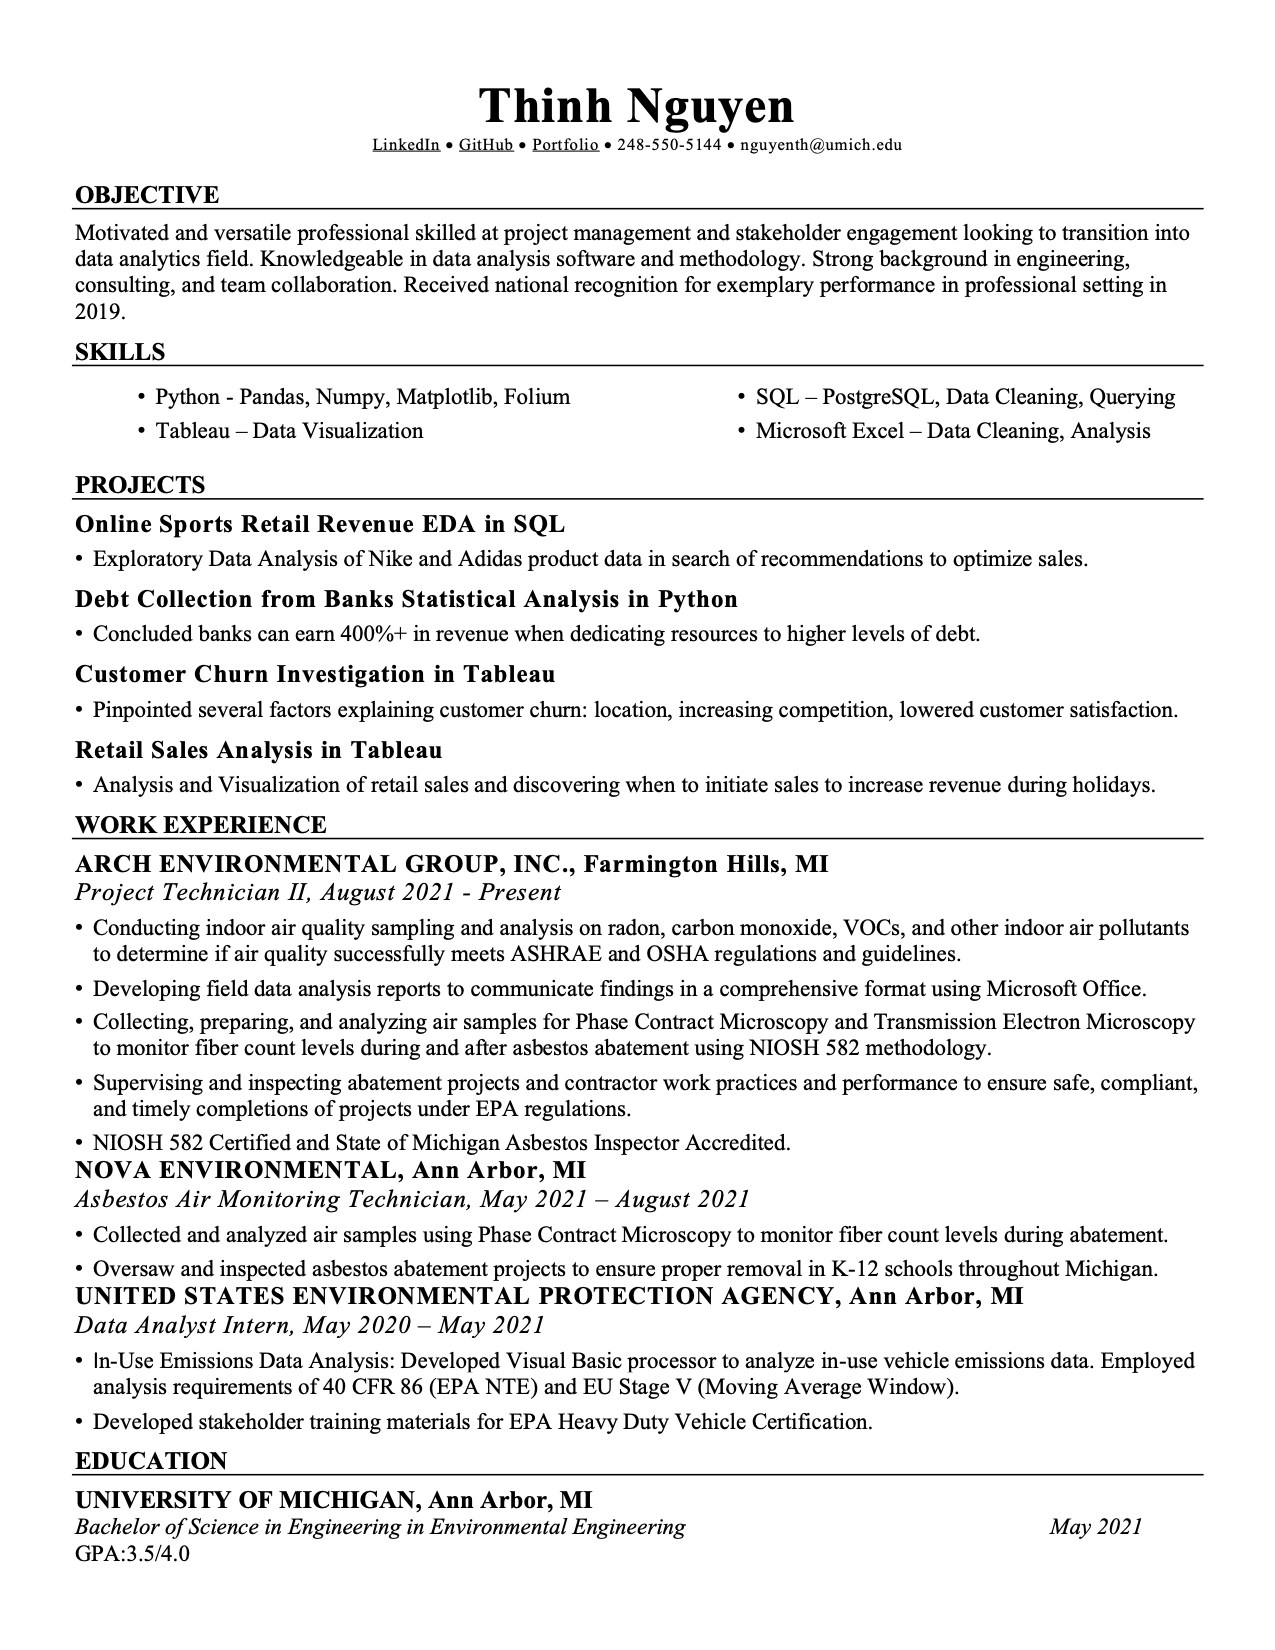 Thinh Nguyen
LinkedIn • GitHub • Portfolio • 248-550-5144 • nguyenth@umich.edu
OBJECTIVE
Motivated and versatile professional skilled at project management and stakeholder engagement looking to transition into
data analytics field. Knowledgeable in data analysis software and methodology. Strong background in engineering,
consulting, and team collaboration. Received national recognition for exemplary performance in professional setting in
2019.
SKILLS
• Python - Pandas, Numpy, Matplotlib, Folium
• Tableau – Data Visualization
• SQL – PostgreSQL, Data Cleaning, Querying
• Microsoft Excel – Data Cleaning, Analysis
PROJECTS
Online Sports Retail Revenue EDA in SQL
• Exploratory Data Analysis of Nike and Adidas product data in search of recommendations to optimize sales.
Debt Collection from Banks Statistical Analysis in Python
• Concluded banks can earn 400%+ in revenue when dedicating resources to higher levels of debt.
Customer Churn Investigation in Tableau
• Pinpointed several factors explaining customer churn: location, increasing competition, lowered customer satisfaction.
Retail Sales Analysis in Tableau
• Analysis and Visualization of retail sales and discovering when to initiate sales to increase revenue during holidays.
WORK EXPERIENCE
ARCH ENVIRONMENTAL GROUP, INC., Farmington Hills, MI
Project Technician II, August 2021 - Present
• Conducting indoor air quality sampling and analysis on radon, carbon monoxide, VOCs, and other indoor air pollutants
to determine if air quality successfully meets ASHRAE and OSHA regulations and guidelines.
• Developing field data analysis reports to communicate findings in a comprehensive format using Microsoft Office.
• Collecting, preparing, and analyzing air samples for Phase Contract Microscopy and Transmission Electron Microscopy
to monitor fiber count levels during and after asbestos abatement using NIOSH 582 methodology.
• Supervising and inspecting abatement projects and contractor work practices and performance to ensure safe, compliant,
and timely completions of projects under EPA regulations.
• NIOSH 582 Certified and State of Michigan Asbestos Inspector Accredited.
NOVA ENVIRONMENTAL, Ann Arbor, MI
Asbestos Air Monitoring Technician, May 2021 – August 2021
• Collected and analyzed air samples using Phase Contract Microscopy to monitor fiber count levels during abatement.
• Oversaw and inspected asbestos abatement projects to ensure proper removal in K-12 schools throughout Michigan.
UNITED STATES ENVIRONMENTAL PROTECTION AGENCY, Ann Arbor, MI
Data Analyst Intern, May 2020 – May 2021
• In-Use Emissions Data Analysis: Developed Visual Basic processor to analyze in-use vehicle emissions data. Employed
analysis requirements of 40 CFR 86 (EPA NTE) and EU Stage V (Moving Average Window).
• Developed stakeholder training materials for EPA Heavy Duty Vehicle Certification.
EDUCATION
UNIVERSITY OF MICHIGAN, Ann Arbor, MI
Bachelor of Science in Engineering in Environmental Engineering May 2021
GPA:3.5/4.0